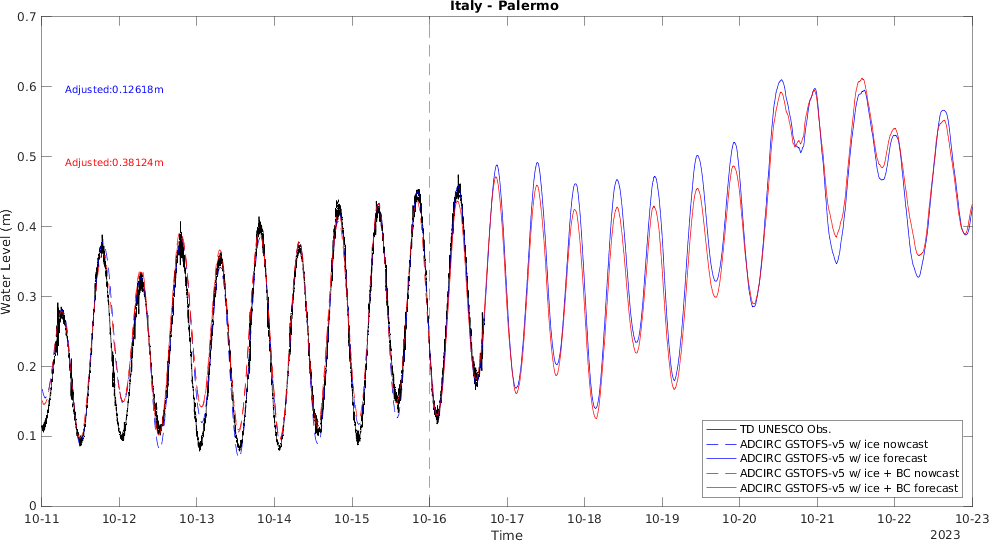 Italy - Palermo
Water Level (m)
0.7
0.6
0.5
0.4
0.3
0.2
0.1
0
Adjusted:0.12618m
Adjusted:0.38124m
TD UNESCO Obs.
ADCIRC GSTOFS-v5 w/ ice nowcast
ADCIRC GSTOFS-v5 w/ ice forecast
ADCIRC GSTOFS-v5 w/ ice + BC nowcast
ADCIRC GSTOFS-v5 w/ ice + BC forecast
10-11 10-12 10-13 10-14 10-15 10-16 10-17 10-18 10-19 10-20 10-21 10-22 10-23
Time
2023